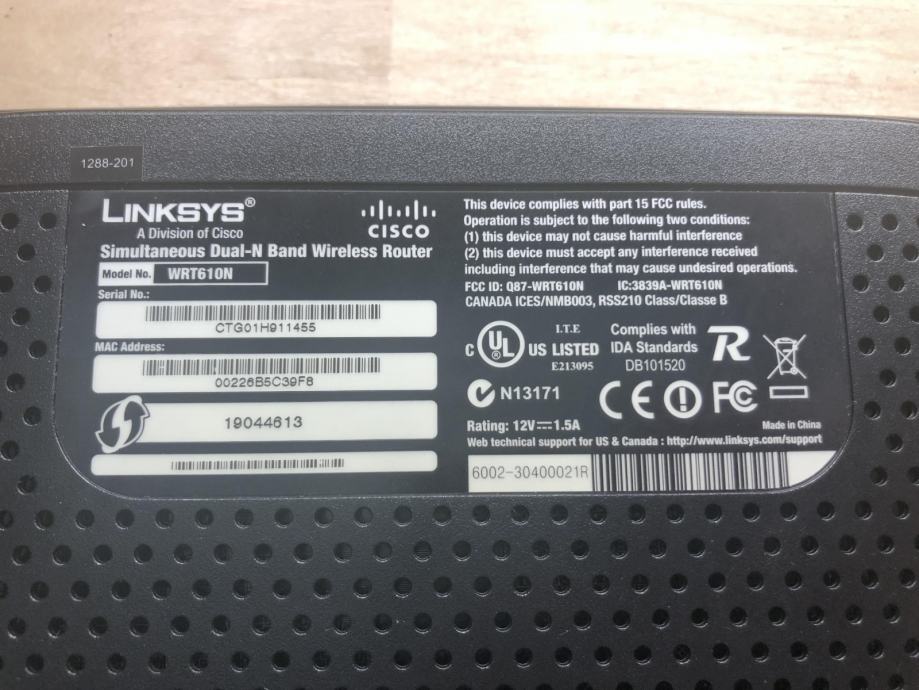 1288-201
LINKSYS®
A Division of Cisco
CISCO
Simultaneous Dual-N Band Wireless Router
Model No. WRT610N
Serial No.:
CTG01H911455
MAC Address:
00226B5C39F8
19044613
This device complies with part 15 FCC rules.
Operation is subject to the following two conditions:
(1) this device may not cause harmful interference
(2) this device must accept any interference received
including interference that may cause undesired operations.
FCC ID: Q87-WRT610N IC:3839A-WRT610N
CANADA ICES/NMB003, RSS210 Class/Classe B
C UL US LISTED
I.T.E
E213095
Complies with
IDA Standards
DB101520
R
N13171
CE FC
Rating: 12V⎓1.5A
Made in China
Web technical support for US & Canada : http://www.linksys.com/support
6002-30400021R